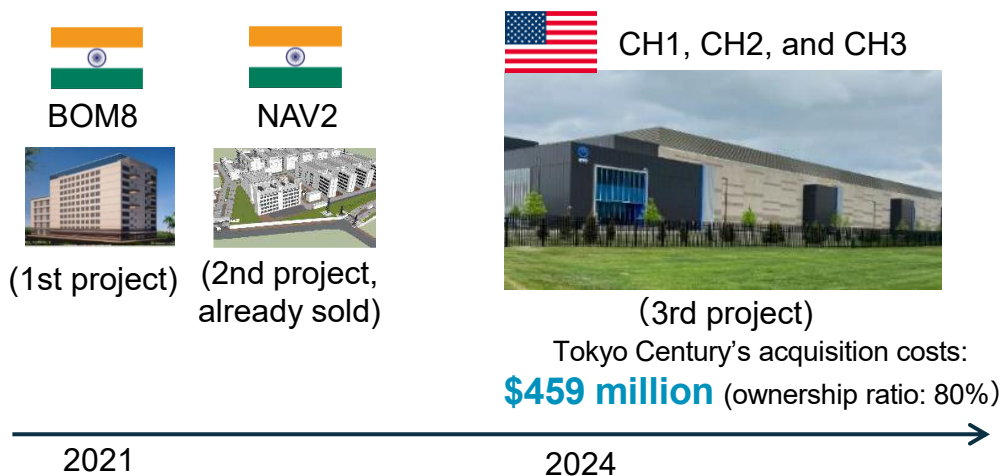 BOM8
NAV2
CH1, CH2, and CH3
(1st project)
(2nd project,
already sold)
(3rd project)
Tokyo Century’s acquisition costs:
$459 million (ownership ratio: 80%)
2021
2024